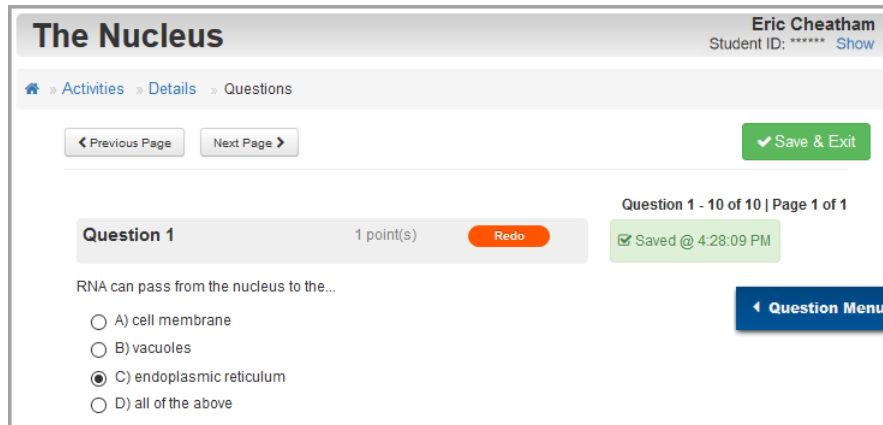 The Nucleus
Eric Cheatham
Student ID: ****** Show
» Activities » Details » Questions
Previous Page Next Page
Save & Exit
Question 1 - 10 of 10 | Page 1 of 1
Question 1 1 point(s) Redo
Saved @ 4:28:09 PM
RNA can pass from the nucleus to the...
Question Menu
A) cell membrane
B) vacuoles
C) endoplasmic reticulum
D) all of the above